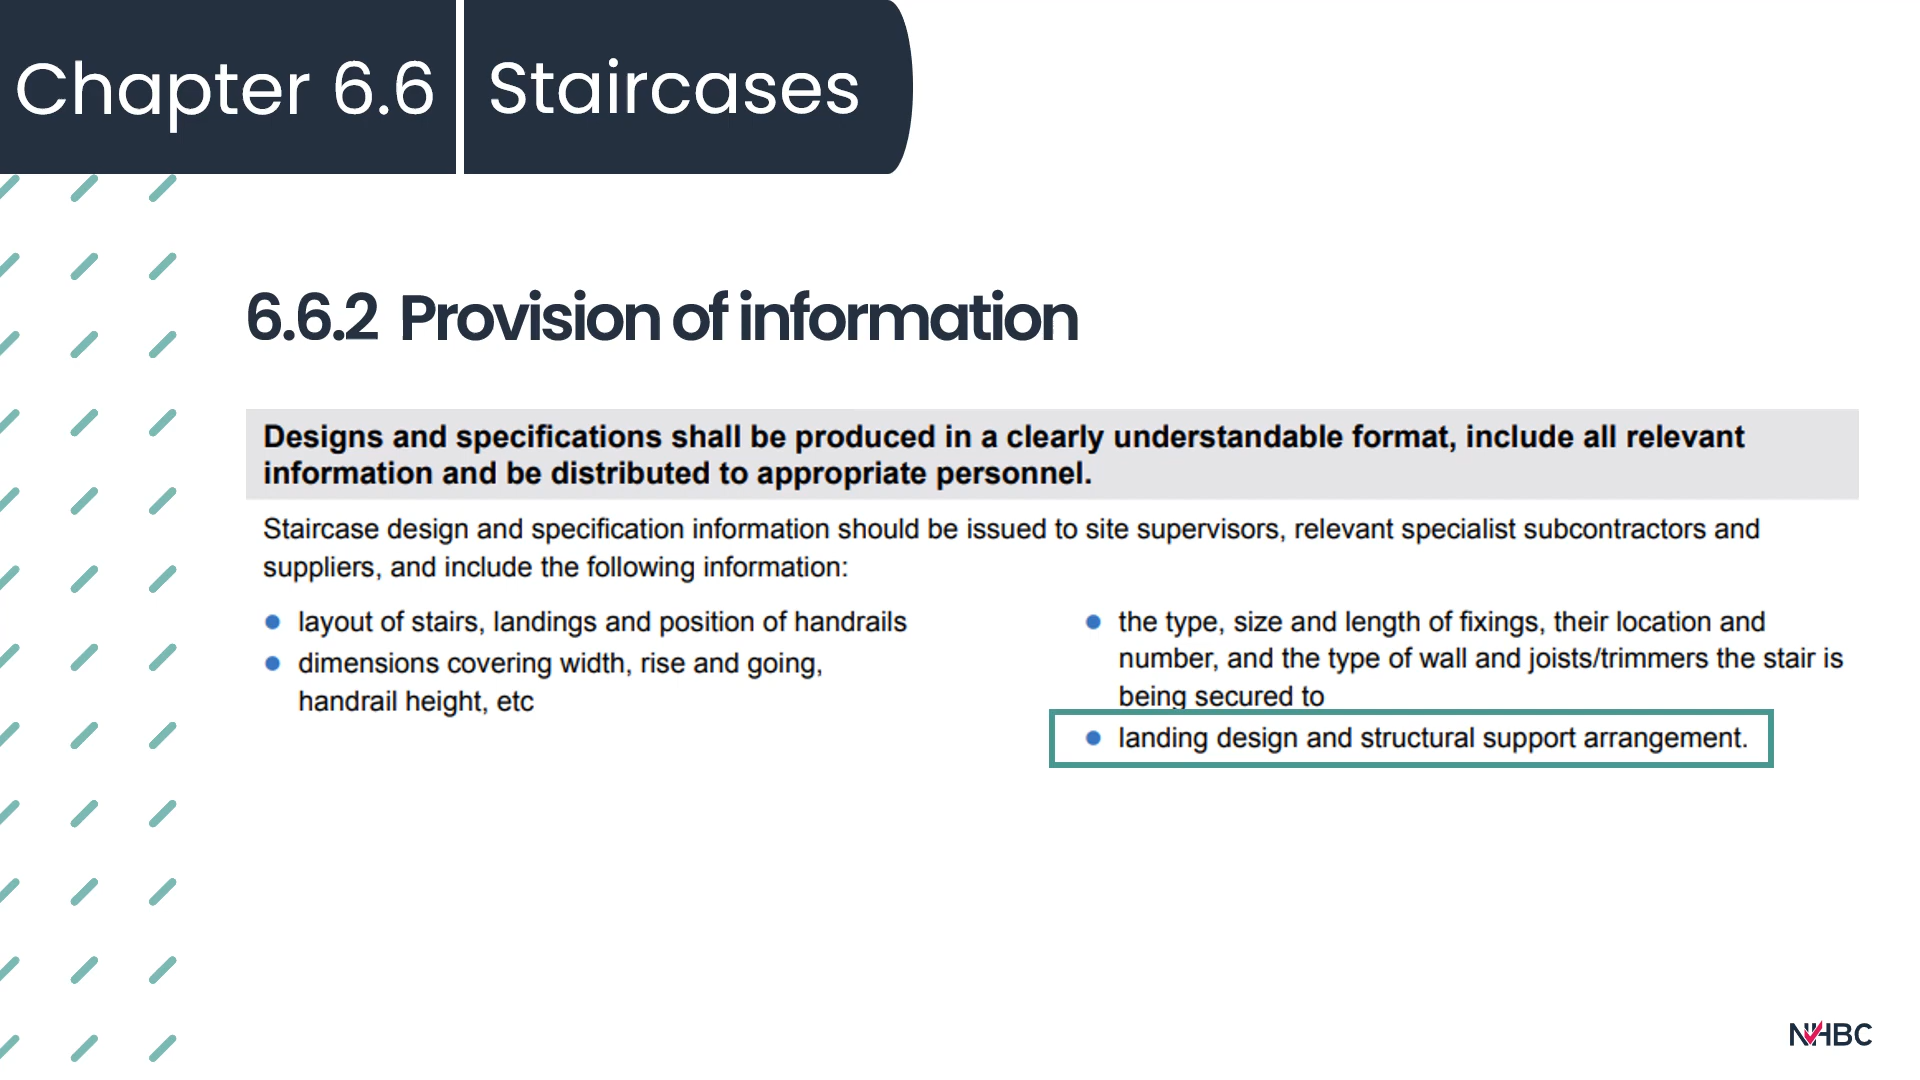 Chapter 6.6
Staircases
6.6.2 Provision of information
Designs and specifications shall be produced in a clearly understandable format, include all relevant
information and be distributed to appropriate personnel.
Staircase design and specification information should be issued to site supervisors, relevant specialist subcontractors and
suppliers, and include the following information:
● layout of stairs, landings and position of handrails
● dimensions covering width, rise and going,
handrail height, etc
● the type, size and length of fixings, their location and
number, and the type of wall and joists/trimmers the stair is
being secured to
● landing design and structural support arrangement.
NHBC